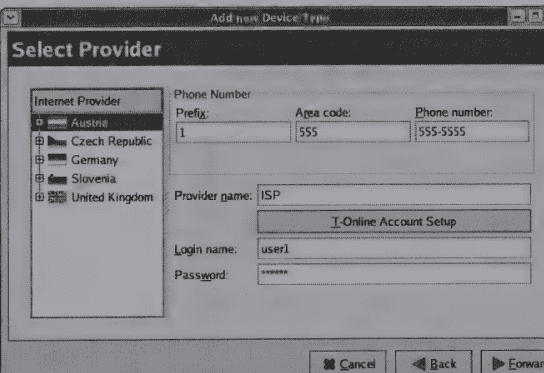 Add new Device Type
Select Provider
Internet Provider
Austria
Czech Republic
Germany
Slovenia
United Kingdom
Phone Number
Prefix:
Area code:
Phone number:
1
555
555-5555
Provider name:
ISP
T-Online Account Setup
Login name:
user1
Password:
******
Cancel
Back
Forwar